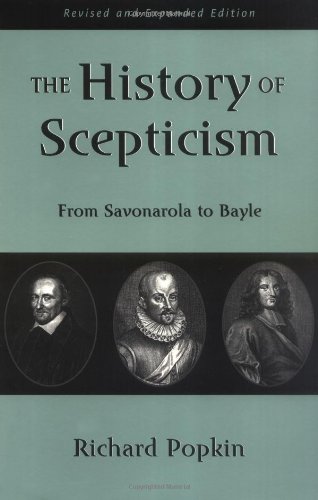 Revised and Expanded Edition
THE History OF
Scepticism
From Savonarola to Bayle
Richard Popkin